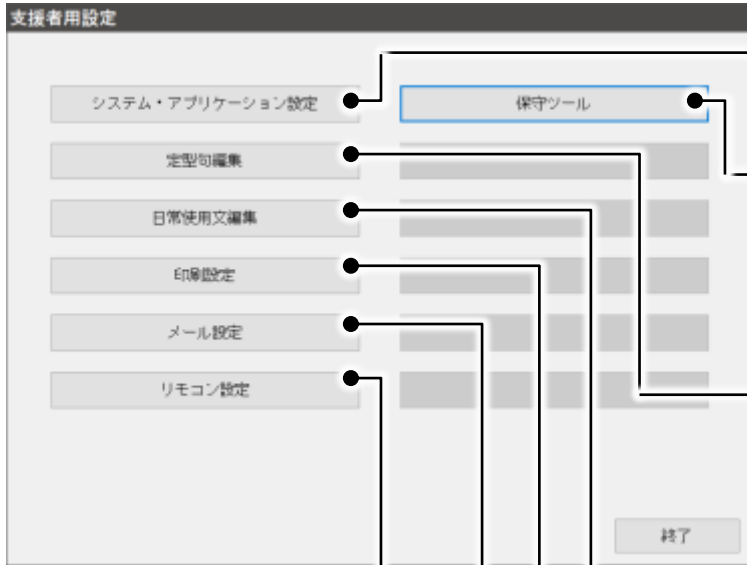 支援者用設定
システム・アプリケーション設定
保守ツール
定型句編集
日常使用文編集
印刷設定
メール設定
リモコン設定
終了